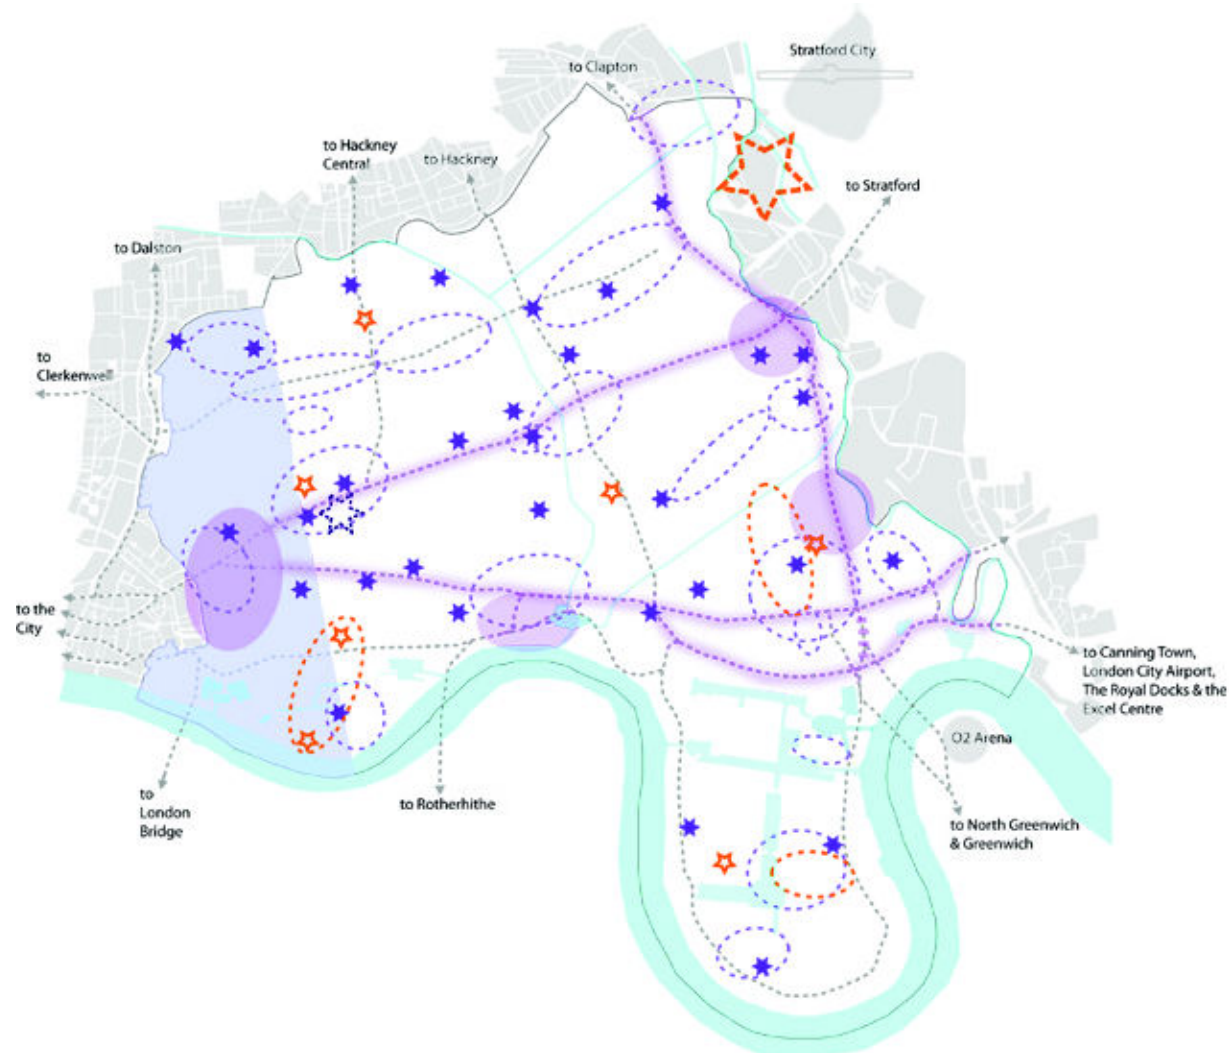 Stratford City
to Clapton
to Hackney
Central
to Hackney
to Stratford
to Dalston
to
Clerkenwell
to the
City
to Canning Town,
London City Airport,
The Royal Docks & the
Excel Centre
O2 Arena
to
London
Bridge
to Rotherhithe
to North Greenwich
& Greenwich